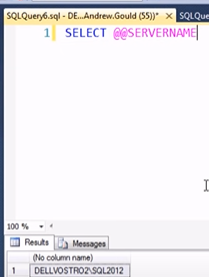 SQLQuery6.sql - DE...Andrew.Gould (55))* × SQLQue
1 SELECT @@SERVERNAME
100 %
Results Messages
(No column name)
1 DELLVOSTRO2\SQL2012